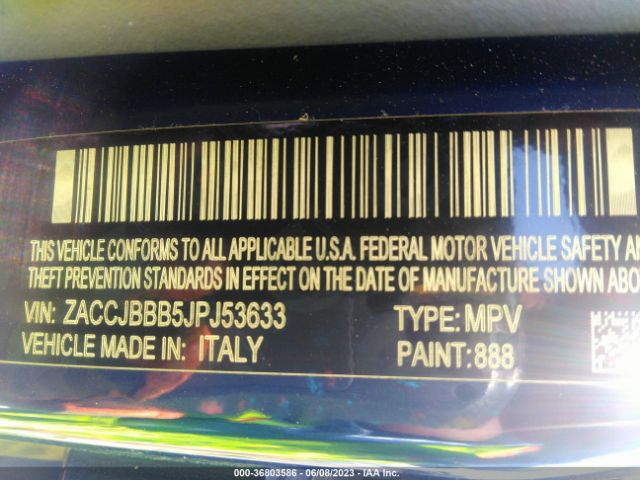 THIS VEHICLE CONFORMS TO ALL APPLICABLE U.S.A. FEDERAL MOTOR VEHICLE SAFETY AN
THEFT PREVENTION STANDARDS IN EFFECT ON THE DATE OF MANUFACTURE SHOWN ABO
VIN: ZACCJBBB5JPJ53633 TYPE: MPV
VEHICLE MADE IN: ITALY PAINT: 888
000-36803586 - 06/08/2023 - IAA Inc.